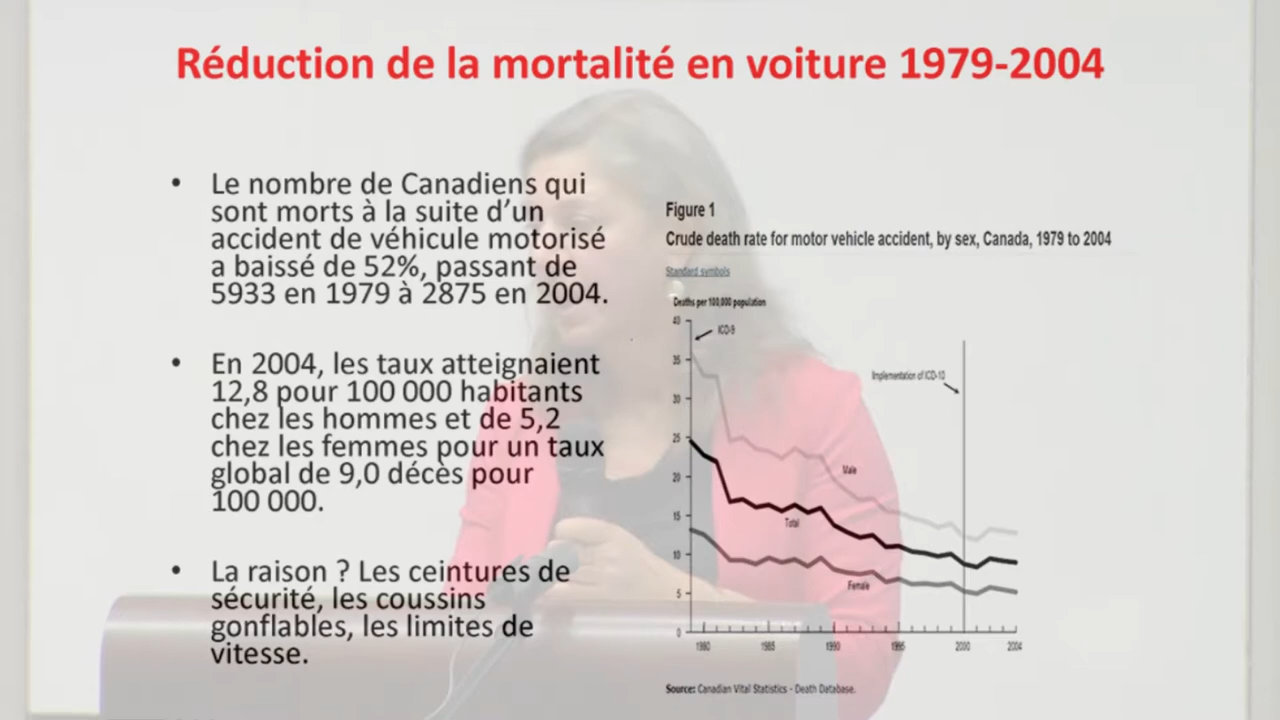 Réduction de la mortalité en voiture 1979-2004
• Le nombre de Canadiens qui
sont morts à la suite d’un
accident de véhicule motorisé
a baissé de 52%, passant de
5933 en 1979 à 2875 en 2004.
• En 2004, les taux atteignaient
12,8 pour 100 000 habitants
chez les hommes et de 5,2
chez les femmes pour un taux
global de 9,0 décès pour
100 000.
• La raison ? Les ceintures de
sécurité, les coussins
gonflables, les limites de
vitesse.
Figure 1
Crude death rate for motor vehicle accident, by sex, Canada, 1979 to 2004
Standard symbols
Deaths per 100,000 population
40
ICD-9
35
Implementation of ICD-10
30
25
Male
20
15
Total
10
Female
5
0
1980 1985 1990 1995 2000 2004
Source: Canadian Vital Statistics - Death Database.